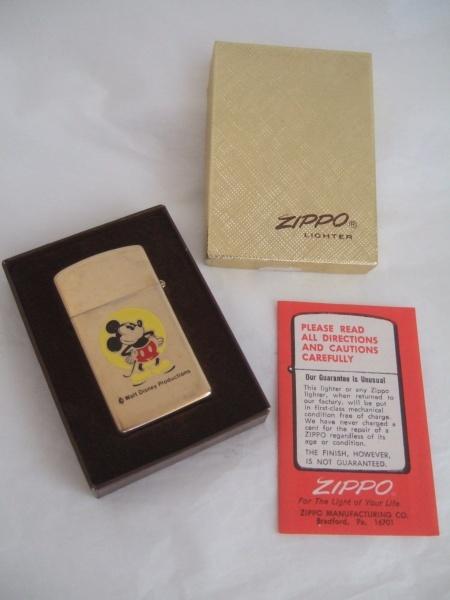 ZIPPO®
LIGHTER
© Walt Disney Productions
PLEASE READ
ALL DIRECTIONS
AND CAUTIONS
CAREFULLY
Our Guarantee is Unusual
This lighter or any Zippo
lighter, when returned to
our factory, will be put
in first-class mechanical
condition free of charge.
We have never charged a
cent for the repair of a
ZIPPO regardless of its
age or condition.
THE FINISH, HOWEVER,
IS NOT GUARANTEED.
ZIPPO
For The Light of Your Life
ZIPPO MANUFACTURING CO.
Bradford, Pa. 16701